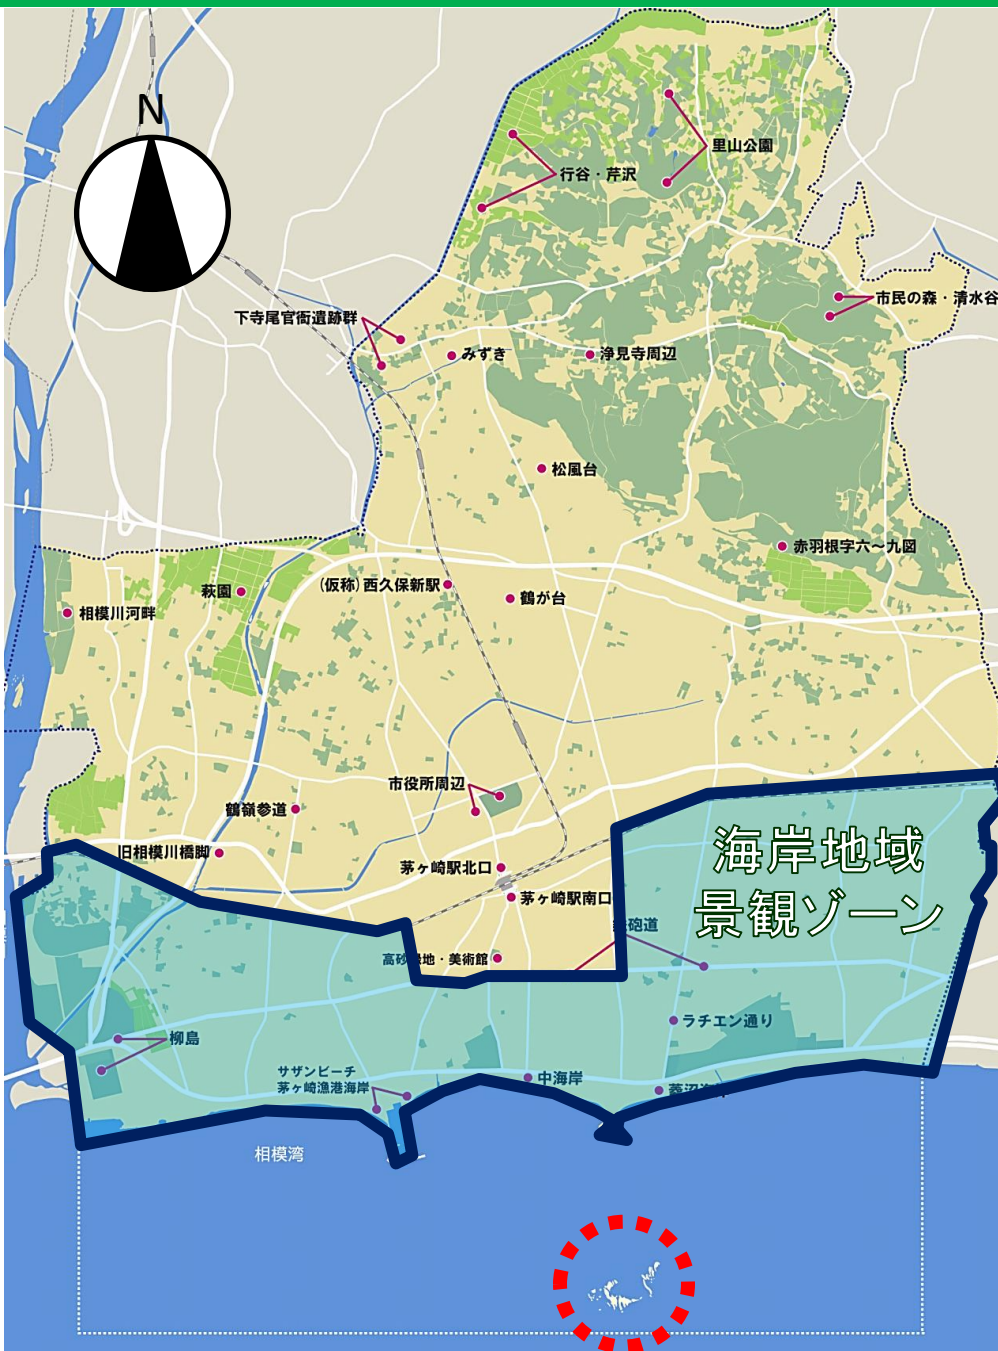 N
里山公園
行谷・芹沢
市民の森・清水谷
下寺尾官衙遺跡群
みずき
浄見寺周辺
松風台
赤羽根字六～九図
(仮称)西久保新駅
萩園
鶴が台
相模川河畔
市役所周辺
鶴嶺参道
旧相模川橋脚
茅ヶ崎駅北口
茅ヶ崎駅南口
海岸地域
景観ゾーン
砲道
高砂緑地・美術館
ラチエン通り
柳島
サザンビーチ
茅ヶ崎漁港海岸
中海岸
菱沼海岸
相模湾